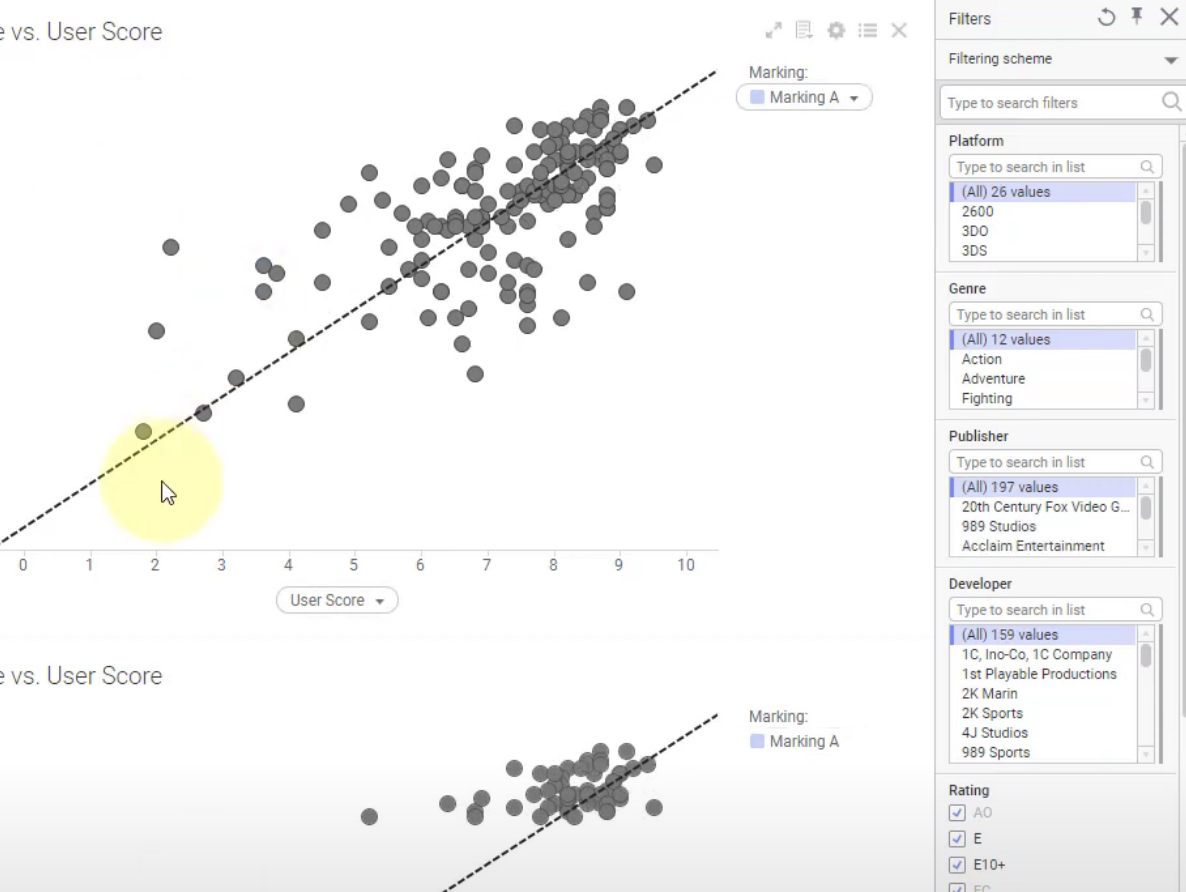 e vs. User Score
Marking:
Marking A
0 1 2 3 4 5 6 7 8 9 10
User Score
e vs. User Score
Marking:
Marking A
Filters
Filtering scheme
Type to search filters
Platform
Type to search in list
(All) 26 values
2600
3DO
3DS
Genre
Type to search in list
(All) 12 values
Action
Adventure
Fighting
Publisher
Type to search in list
(All) 197 values
20th Century Fox Video G...
989 Studios
Acclaim Entertainment
Developer
Type to search in list
(All) 159 values
1C, Ino-Co, 1C Company
1st Playable Productions
2K Marin
2K Sports
4J Studios
989 Sports
Rating
AO
E
E10+